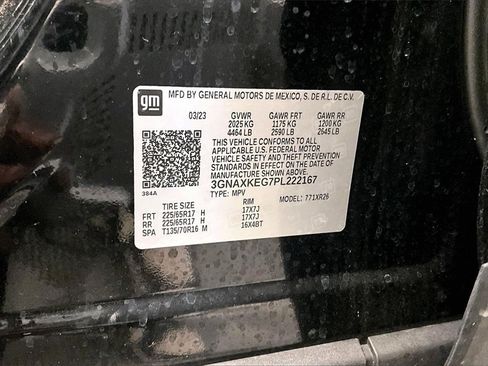 gm
MFD BY GENERAL MOTORS DE MEXICO, S. DE R.L. DE C.V.
03/23 GVWR GAWR FRT GAWR RR
2025 KG 1175 KG 1200 KG
4464 LB 2590 LB 2645 LB
THIS VEHICLE CONFORMS TO ALL
APPLICABLE U.S. FEDERAL MOTOR
VEHICLE SAFETY AND THEFT PREVENTION
STANDARDS IN EFFECT ON THE DATE OF
MANUFACTURE SHOWN ABOVE.
384A 3GNAXKEG7PL222167
TYPE: MPV MODEL: 771XR26
TIRE SIZE RIM
FRT 225/65R17 H 17X7J
RR 225/65R17 H 17X7J
SPA T135/70R16 M 16X4BT